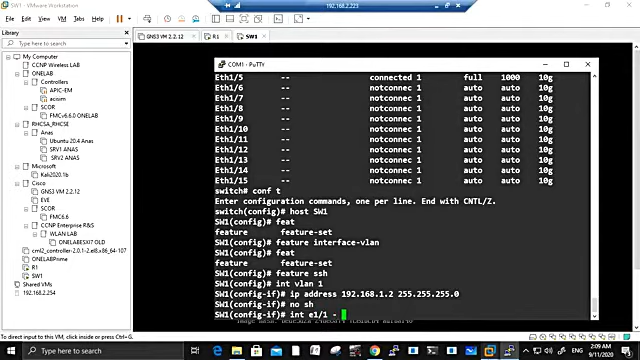 SW1 - VMware Workstation
192.168.2.223
File Edit View VM Tabs Help
Library
Type here to search
My Computer
CCNP Wireless LAB
ONELAB
Controllers
APIC-EM
acisim
SCOR
FMCv6.6.0 ONELAB
RHCSA_RHCSE
Anas
Ubuntu 20.4 Anas
SRV1 ANAS
SRV2 ANAS
Microsoft
Kali2020.1b
Cisco
GNS3 VM 2.2.12
EVE
SCOR
FMC6.6
CCNP Enterprise R&S
WLAN LAB
ONELABESXI7 OLD
cml2_controller-2.0.1-2.el8.x86_64-107
ONELABPrime
R1
SW1
Shared VMs
192.168.2.254
GNS3 VM 2.2.12
R1
SW1
COM1 - PuTTY
Eth1/5 -- connected 1 full 1000 10g
Eth1/6 -- notconnec 1 auto auto 10g
Eth1/7 -- notconnec 1 auto auto 10g
Eth1/8 -- notconnec 1 auto auto 10g
Eth1/9 -- notconnec 1 auto auto 10g
Eth1/10 -- notconnec 1 auto auto 10g
Eth1/11 -- notconnec 1 auto auto 10g
Eth1/12 -- notconnec 1 auto auto 10g
Eth1/13 -- notconnec 1 auto auto 10g
Eth1/14 -- notconnec 1 auto auto 10g
Eth1/15 -- notconnec 1 auto auto 10g
switch# conf t
Enter configuration commands, one per line. End with CNTL/Z.
switch(config)# host SW1
SW1(config)# feat
feature feature-set
SW1(config)# feature interface-vlan
SW1(config)# feat
feature feature-set
SW1(config)# feature ssh
SW1(config)# int vlan 1
SW1(config-if)# ip address 192.168.1.2 255.255.255.0
SW1(config-if)# no sh
SW1(config-if)# int e1/1 -
To direct input to this VM, click inside or press Ctrl+G.
Type here to search
2:09 AM
9/11/2020